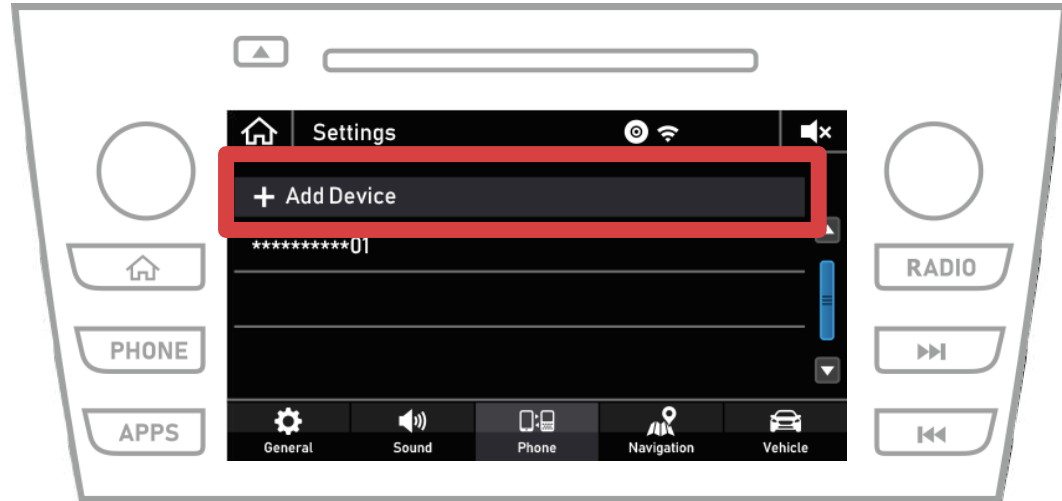 Settings
+ Add Device
**********01
RADIO
PHONE
APPS
General Sound Phone Navigation Vehicle